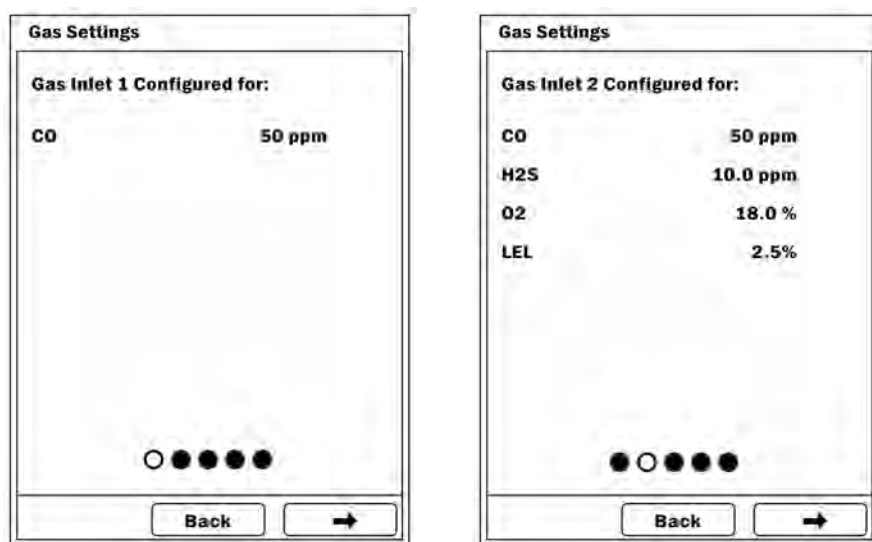 Gas Settings
Gas Inlet 1 Configured for:
CO 50 ppm
Back
Gas Settings
Gas Inlet 2 Configured for:
CO 50 ppm
H2S 10.0 ppm
O2 18.0 %
LEL 2.5%
Back